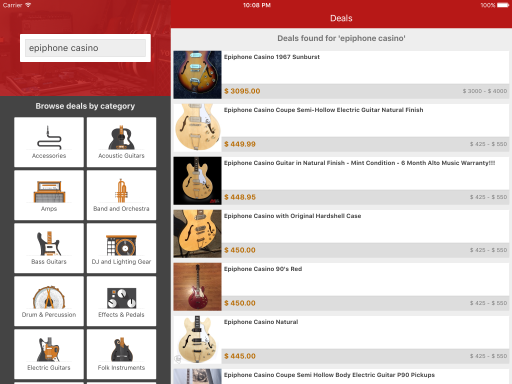 Carrier
10:08 PM
100%
Deals
epiphone casino
Browse deals by category
Accessories
Acoustic Guitars
Amps
Band and Orchestra
Bass Guitars
DJ and Lighting Gear
Drum & Percussion
Effects & Pedals
Electric Guitars
Folk Instruments
Deals found for 'epiphone casino'
Epiphone Casino 1967 Sunburst
$ 3095.00
$ 3000 - $ 4000
Epiphone Casino Coupe Semi-Hollow Electric Guitar Natural Finish
$ 449.99
$ 425 - $ 550
Epiphone Casino Guitar in Natural Finish - Mint Condition - 6 Month Alto Music Warranty!!!
$ 448.95
$ 425 - $ 550
Epiphone Casino with Original Hardshell Case
$ 450.00
$ 425 - $ 550
Epiphone Casino 90's Red
$ 450.00
$ 425 - $ 550
Epiphone Casino Natural
$ 445.00
$ 425 - $ 550
Epiphone Casino Coupe Semi Hollow Body Electric Guitar P90 Pickups